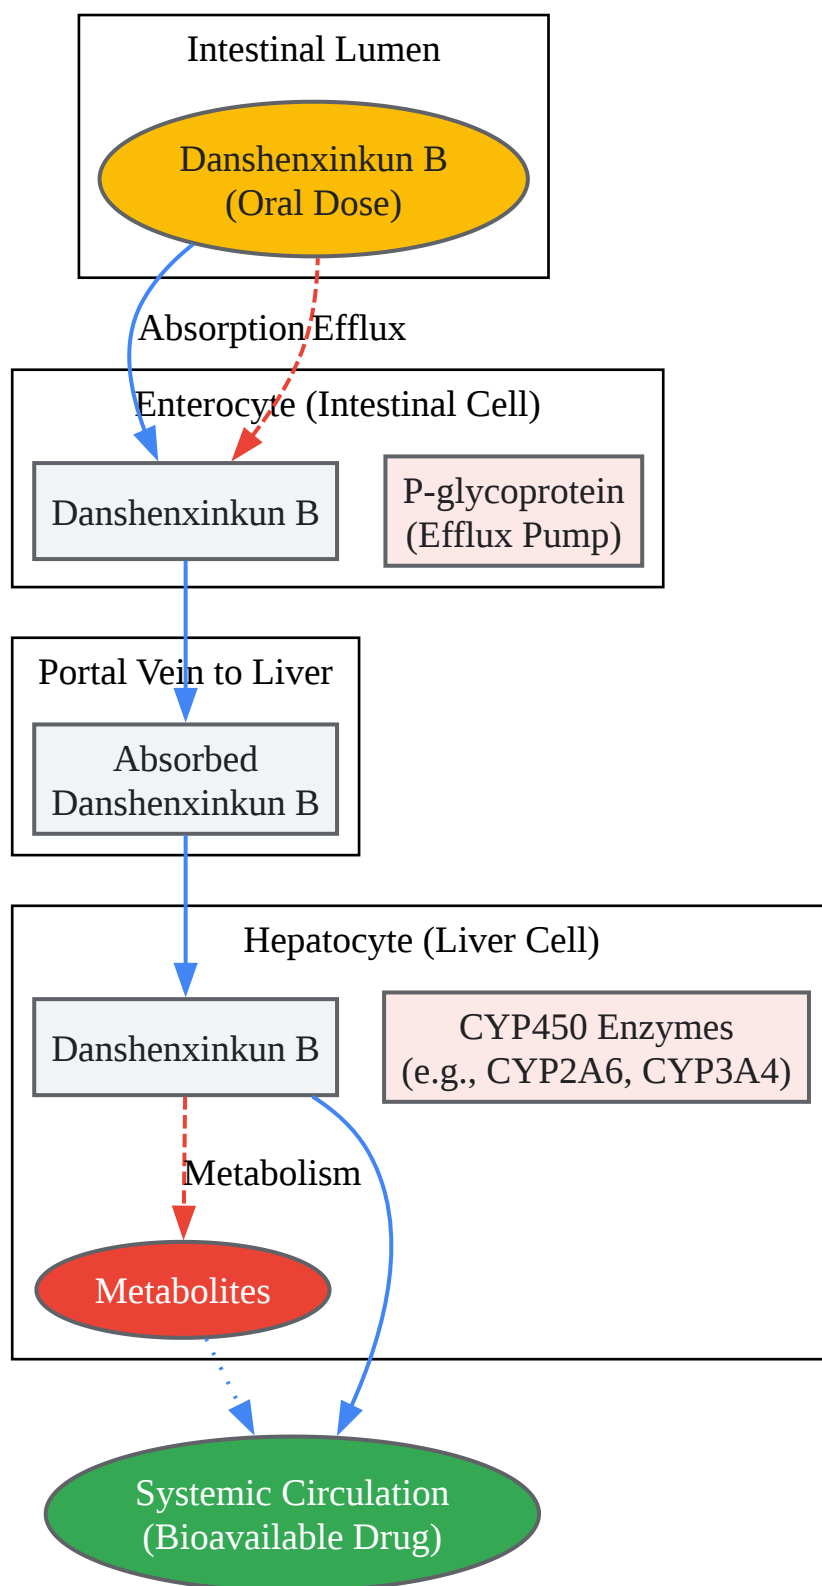 Intestinal Lumen
Danshenxinkun B
(Oral Dose)
Absorption
Efflux
Enterocyte (Intestinal Cell)
Danshenxinkun B
P-glycoprotein
(Efflux Pump)
Portal Vein to Liver
Absorbed
Danshenxinkun B
Hepatocyte (Liver Cell)
Danshenxinkun B
CYP450 Enzymes
(e.g., CYP2A6, CYP3A4)
Metabolism
Metabolites
Systemic Circulation
(Bioavailable Drug)